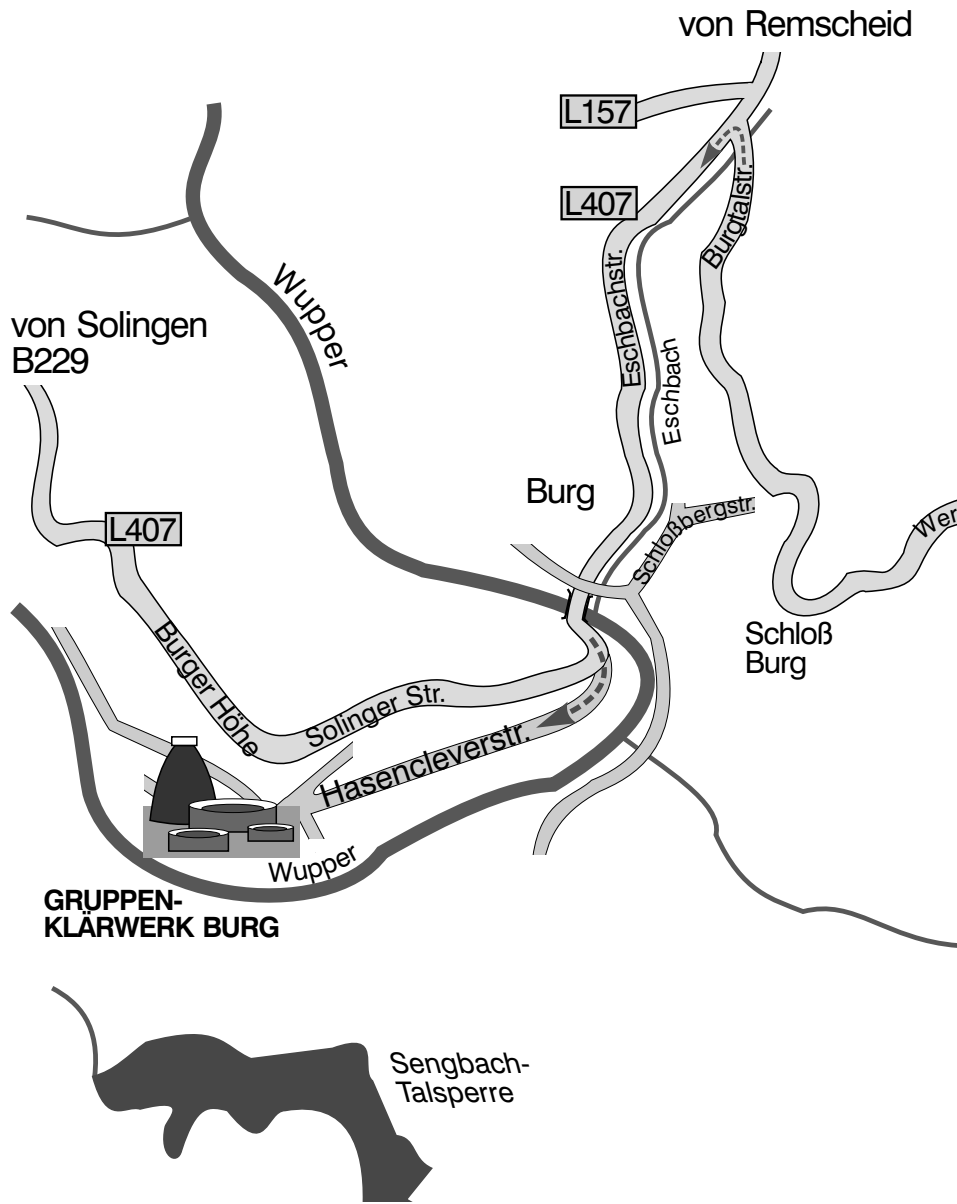 von Remscheid
L157
L407
Burgtalstr.
Wupper
Eschbachstr.
von Solingen
B229
Eschbach
Burg
Schloßbergstr.
Wer
L407
Schloß
Burg
Burger Höhe
Solinger Str.
Hasencleverstr.
Wupper
GRUPPEN-
KLÄRWERK BURG
Sengbach-
Talsperre